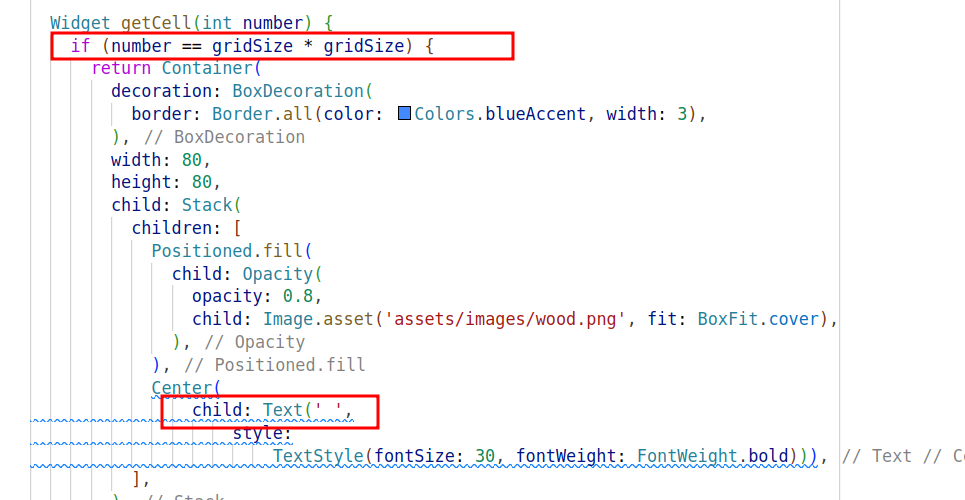 Widget getCell(int number) {
if (number == gridSize * gridSize) {
return Container(
decoration: BoxDecoration(
border: Border.all(color: Colors.blueAccent, width: 3),
), // BoxDecoration
width: 80,
height: 80,
child: Stack(
children: [
Positioned.fill(
child: Opacity(
opacity: 0.8,
child: Image.asset('assets/images/wood.png', fit: BoxFit.cover),
), // Opacity
), // Positioned.fill
Center(
child: Text(' ',
style:
TextStyle(fontSize: 30, fontWeight: FontWeight.bold))), // Text // Ce
],
), // Stack